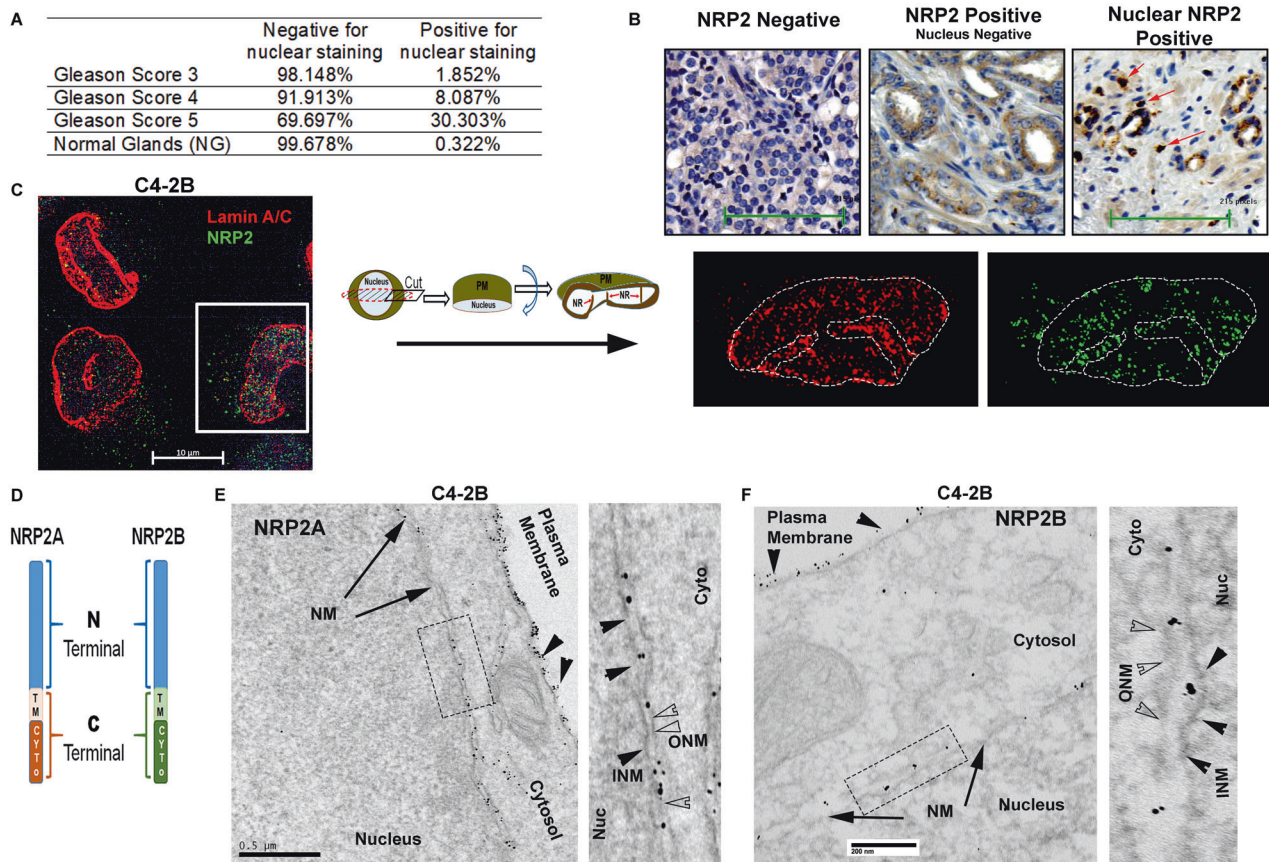 A
Negative for Positive for
nuclear staining nuclear staining
Gleason Score 3 98.148% 1.852%
Gleason Score 4 91.913% 8.087%
Gleason Score 5 69.697% 30.303%
Normal Glands (NG) 99.678% 0.322%
B
NRP2 Negative
NRP2 Positive
Nucleus Negative
Nuclear NRP2
Positive
215 pixels
C
C4-2B
Lamin A/C
NRP2
10 µm
Nucleus
Cut
PM
Nucleus
PM
NR
NR
D
NRP2A
NRP2B
N
Terminal
C
Terminal
TM
CYTo
TM
CYTo
E
C4-2B
NRP2A
Plasma
Membrane
NM
Cytosol
Nucleus
0.5 µm
Cyto
ONM
INM
Nuc
F
C4-2B
Plasma
Membrane
NRP2B
Cytosol
NM
Nucleus
200 nm
Cyto
Nuc
ONM
INM